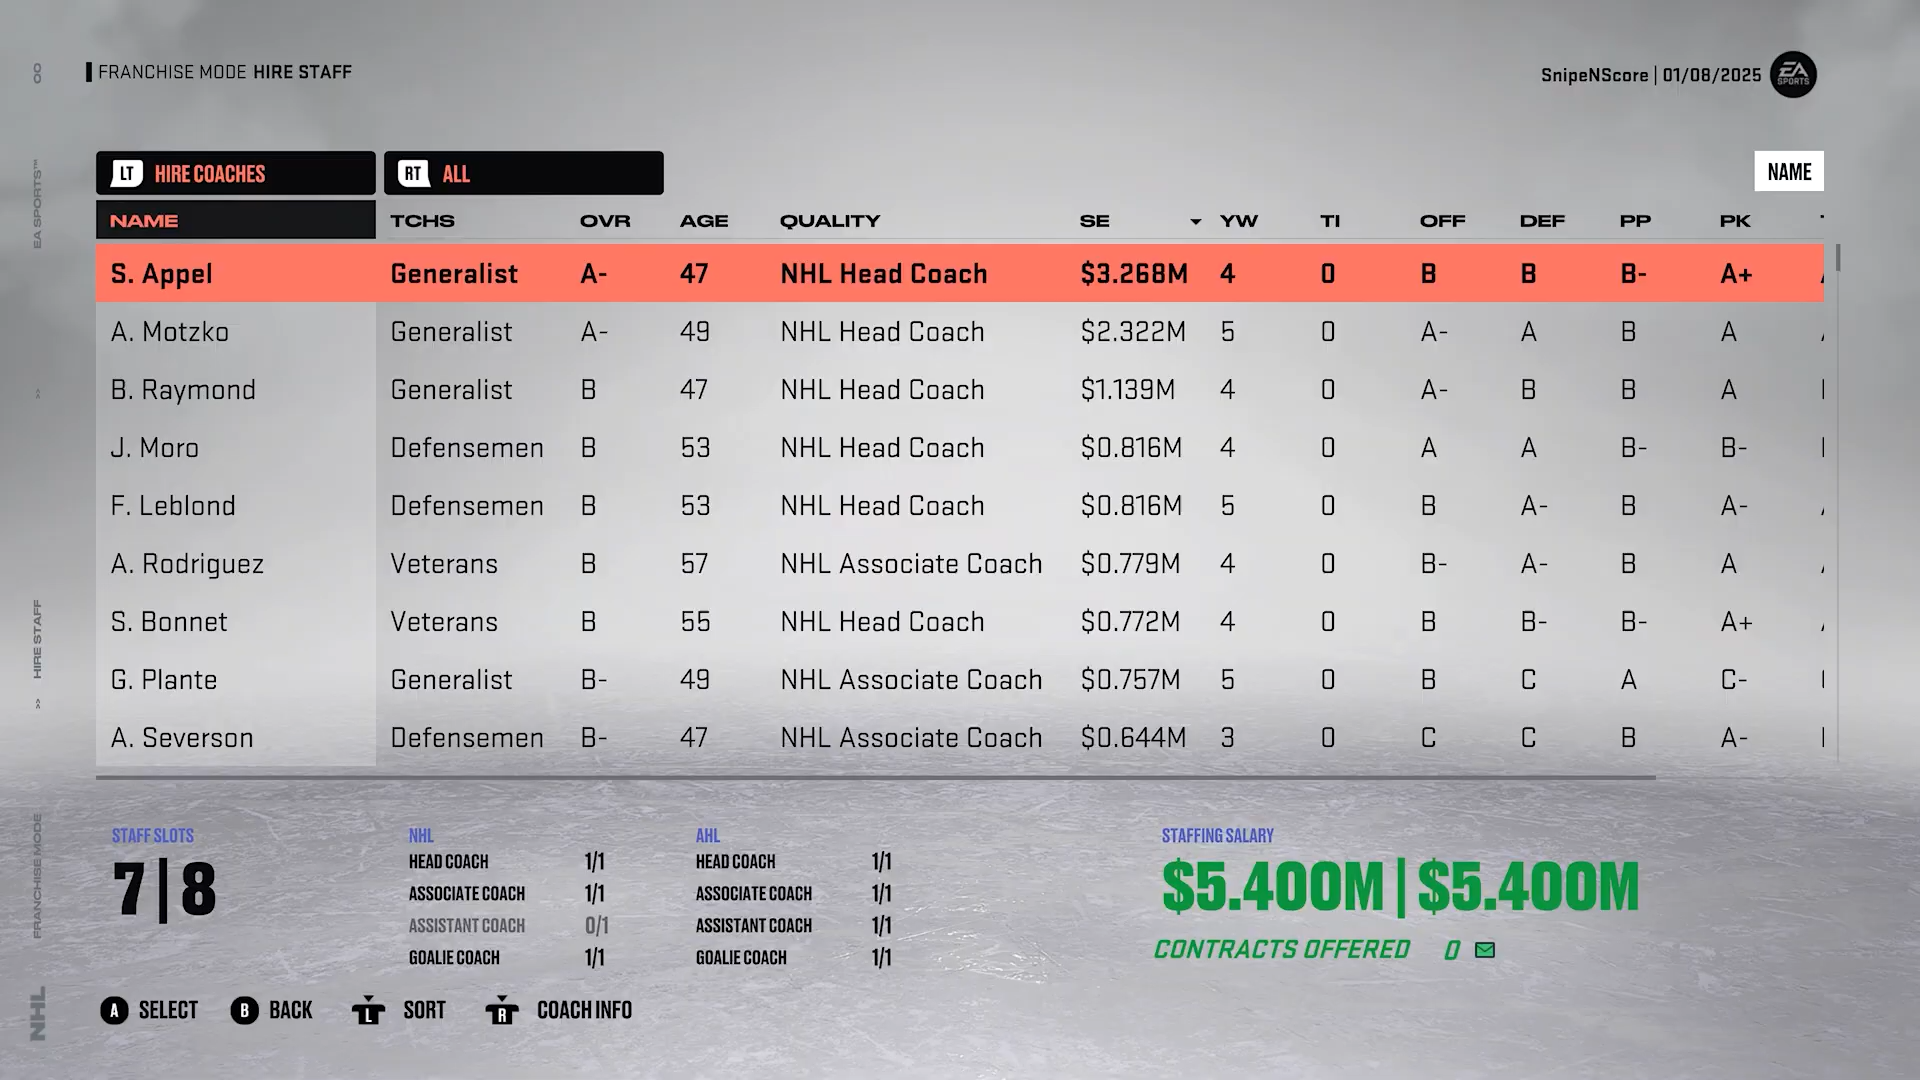 FRANCHISE MODE HIRE STAFF
SnipeNScore | 01/08/2025
EA SPORTS
LT HIRE COACHES
RT ALL
NAME
NAME TCHS OVR AGE QUALITY SE YW TI OFF DEF PP PK
S. Appel Generalist A- 47 NHL Head Coach $3.268M 4 0 B B B- A+
A. Motzko Generalist A- 49 NHL Head Coach $2.322M 5 0 A- A B A
B. Raymond Generalist B 47 NHL Head Coach $1.139M 4 0 A- B B A
J. Moro Defensemen B 53 NHL Head Coach $0.816M 4 0 A A B- B-
F. Leblond Defensemen B 53 NHL Head Coach $0.816M 5 0 B A- B A-
A. Rodriguez Veterans B 57 NHL Associate Coach $0.779M 4 0 B- A- B A
S. Bonnet Veterans B 55 NHL Head Coach $0.772M 4 0 B B- B- A+
G. Plante Generalist B- 49 NHL Associate Coach $0.757M 5 0 B C A C-
A. Severson Defensemen B- 47 NHL Associate Coach $0.644M 3 0 C C B A-
STAFF SLOTS
7|8
NHL
HEAD COACH 1/1
ASSOCIATE COACH 1/1
ASSISTANT COACH 0/1
GOALIE COACH 1/1
AHL
HEAD COACH 1/1
ASSOCIATE COACH 1/1
ASSISTANT COACH 1/1
GOALIE COACH 1/1
STAFFING SALARY
$5.400M | $5.400M
CONTRACTS OFFERED 0
A SELECT B BACK L SORT R COACH INFO
NHL FRANCHISE MODE >> HIRE STAFF >> EA SPORTS™